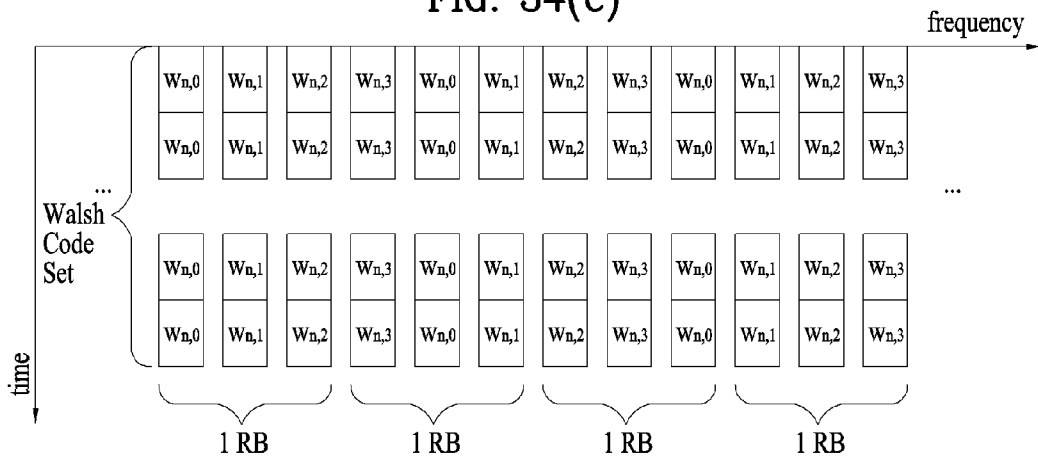 FIG. 34(c)
frequency
Wn,0 Wn,1 Wn,2 Wn,3 Wn,0 Wn,1 Wn,2 Wn,3 Wn,0 Wn,1 Wn,2 Wn,3
Wn,0 Wn,1 Wn,2 Wn,3 Wn,0 Wn,1 Wn,2 Wn,3 Wn,0 Wn,1 Wn,2 Wn,3
... ...
Walsh
Code
Set
Wn,0 Wn,1 Wn,2 Wn,3 Wn,0 Wn,1 Wn,2 Wn,3 Wn,0 Wn,1 Wn,2 Wn,3
Wn,0 Wn,1 Wn,2 Wn,3 Wn,0 Wn,1 Wn,2 Wn,3 Wn,0 Wn,1 Wn,2 Wn,3
time
1 RB 1 RB 1 RB 1 RB